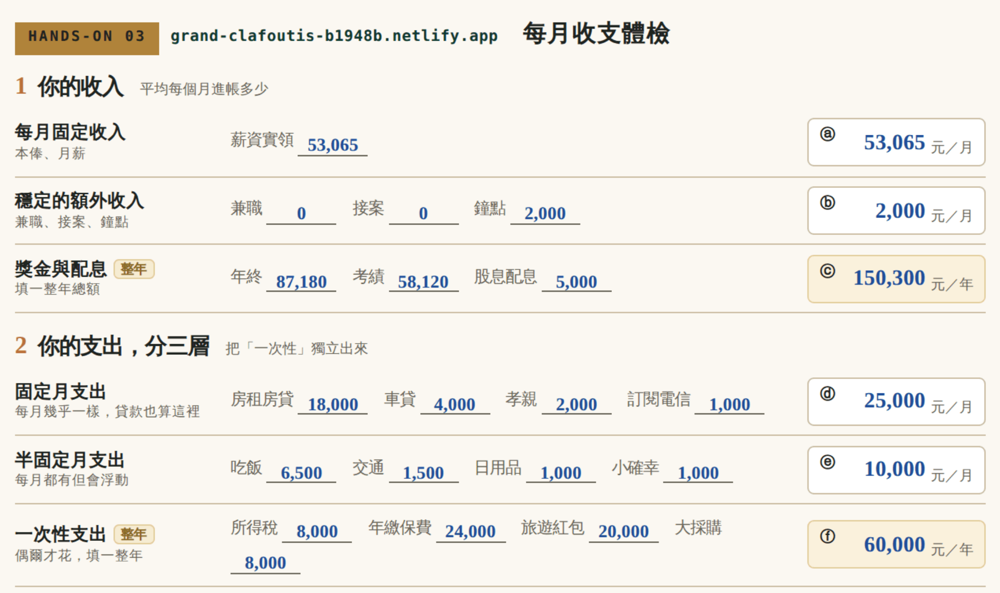 HANDS-ON 03 grand-clafoutis-b1948b.netlify.app 每月收支體檢
1 你的收入 平均每個月進帳多少
每月固定收入 薪資實領 53,065 ⓐ 53,065 元／月
本俸、月薪
穩定的額外收入 兼職 0 接案 0 鐘點 2,000 ⓑ 2,000 元／月
兼職、接案、鐘點
獎金與配息 整年 年終 87,180 考績 58,120 股息配息 5,000 ⓒ 150,300 元／年
填一整年總額
2 你的支出，分三層 把「一次性」獨立出來
固定月支出 房租房貸 18,000 車貸 4,000 孝親 2,000 訂閱電信 1,000 ⓓ 25,000 元／月
每月幾乎一樣，貸款也算這裡
半固定月支出 吃飯 6,500 交通 1,500 日用品 1,000 小確幸 1,000 ⓔ 10,000 元／月
每月都有但會浮動
一次性支出 整年 所得稅 8,000 年繳保費 24,000 旅遊紅包 20,000 大採購 ⓕ 60,000 元／年
偶爾才花，填一整年 8,000